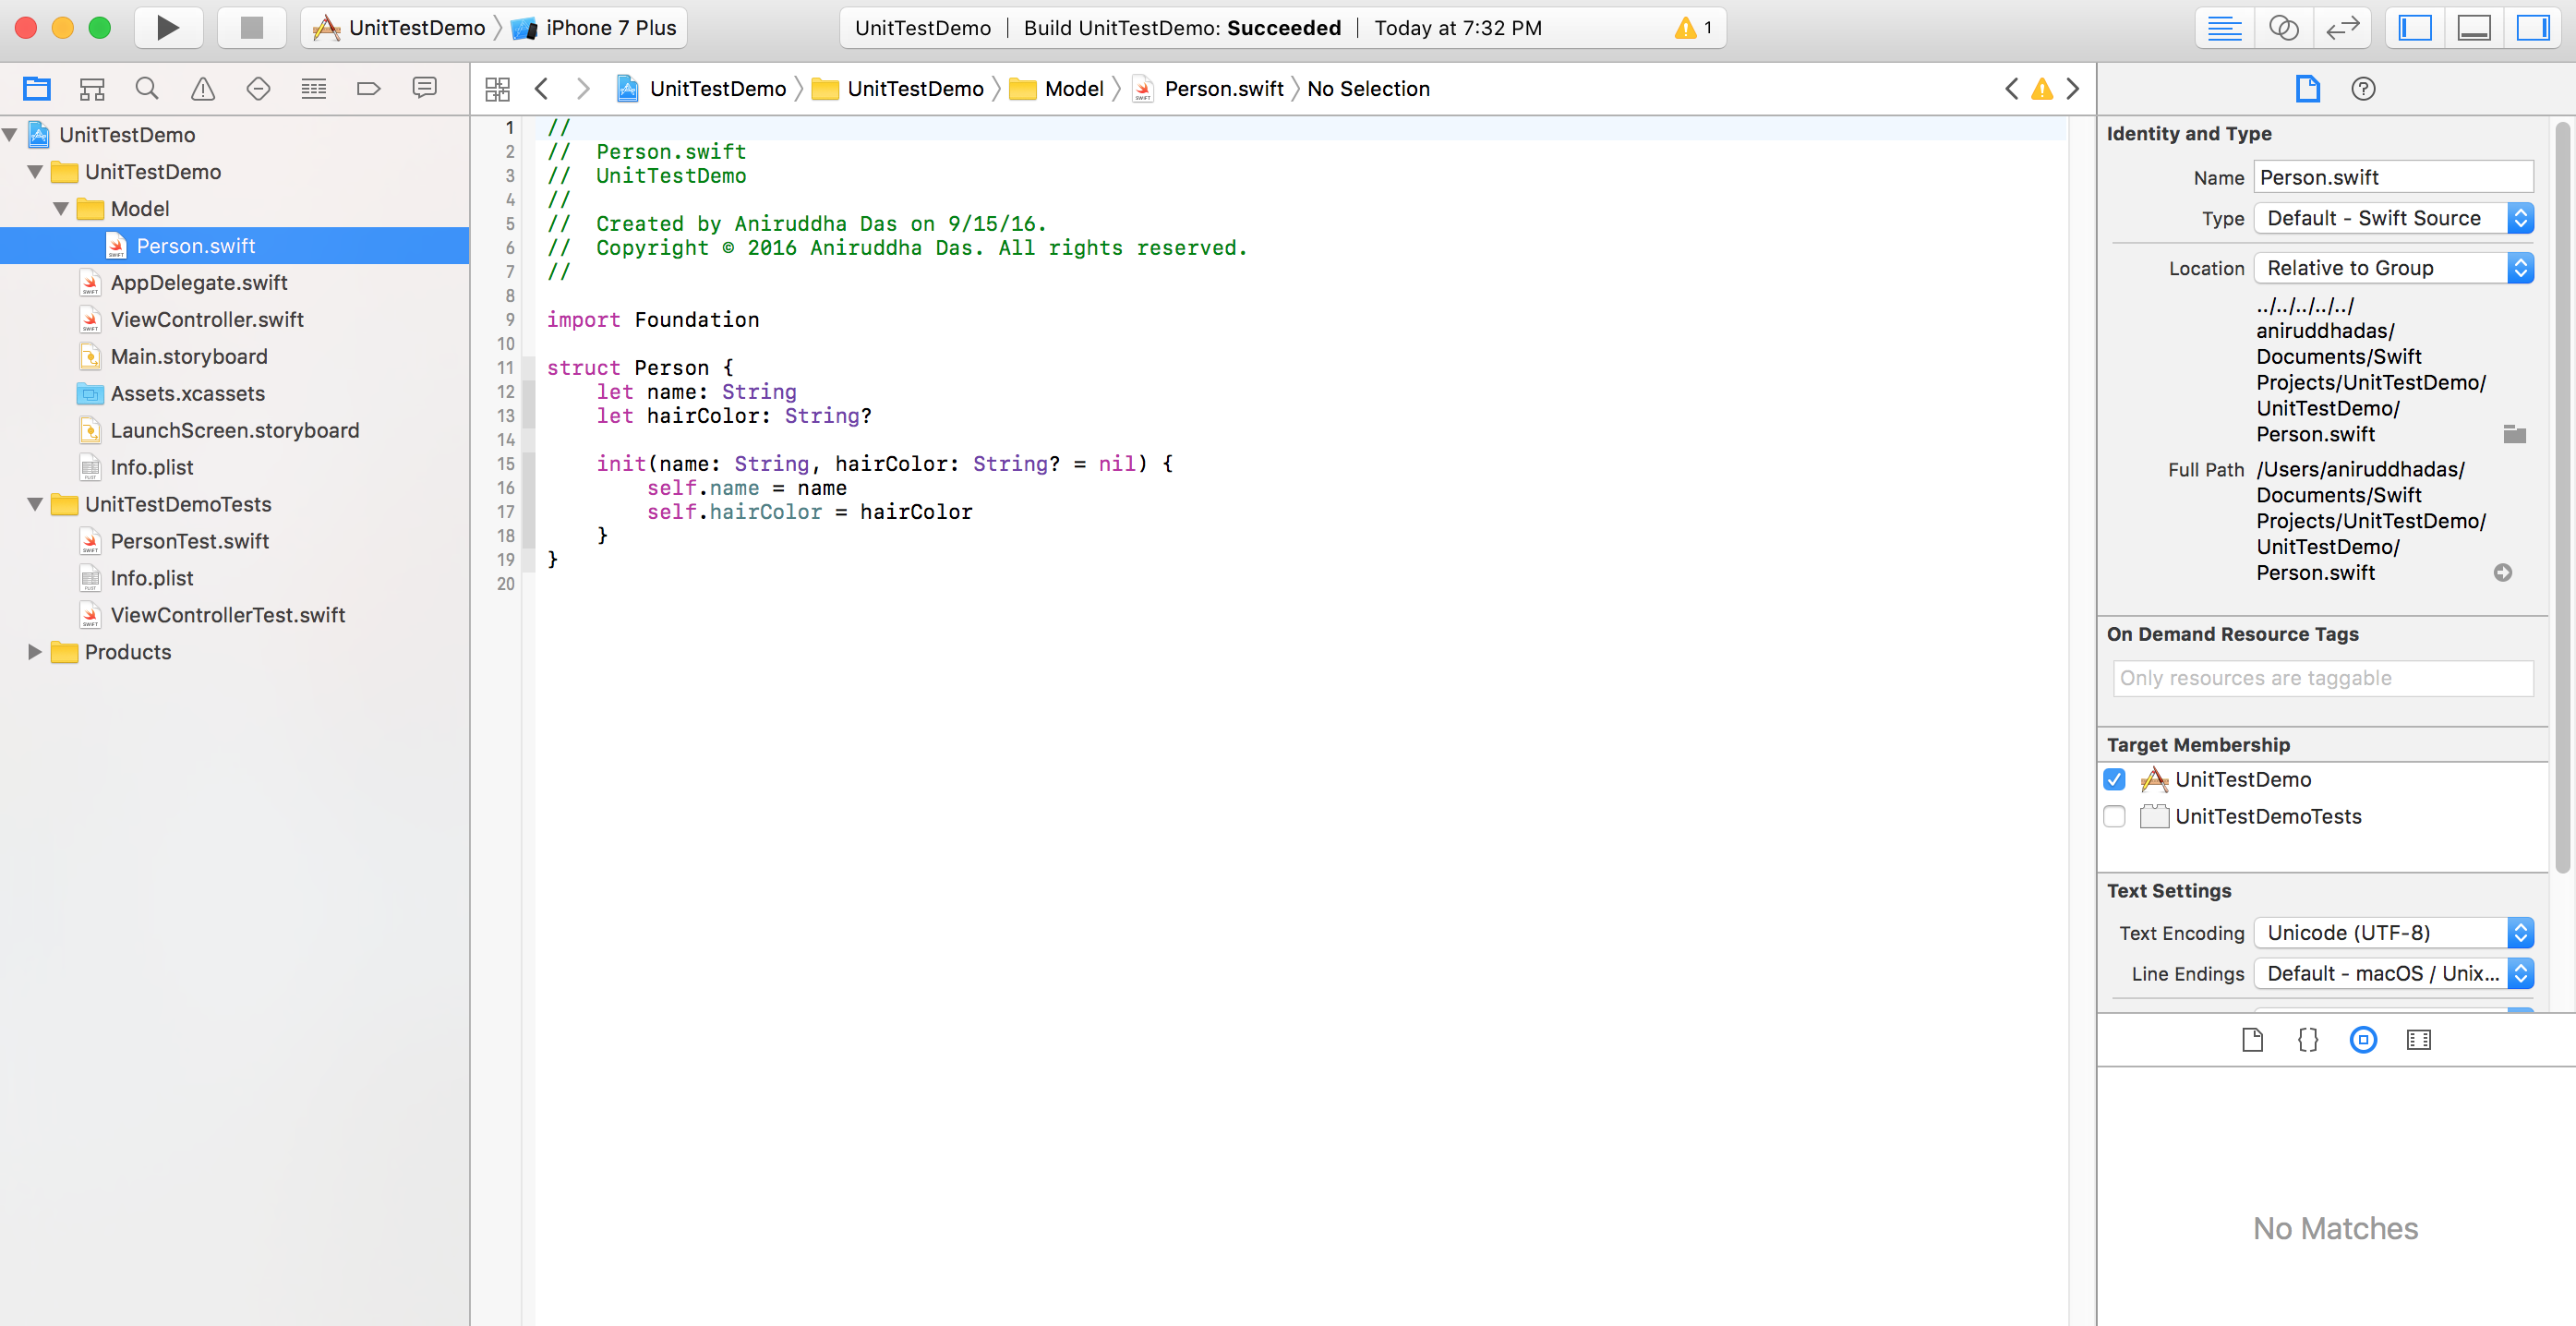 UnitTestDemo iPhone 7 Plus
UnitTestDemo | Build UnitTestDemo: Succeeded | Today at 7:32 PM 1
UnitTestDemo UnitTestDemo Model Person.swift No Selection
UnitTestDemo
UnitTestDemo
Model
Person.swift
AppDelegate.swift
ViewController.swift
Main.storyboard
Assets.xcassets
LaunchScreen.storyboard
Info.plist
UnitTestDemoTests
PersonTest.swift
Info.plist
ViewControllerTest.swift
Products
1 //
2 //  Person.swift
3 //  UnitTestDemo
4 //
5 //  Created by Aniruddha Das on 9/15/16.
6 //  Copyright © 2016 Aniruddha Das. All rights reserved.
7 //
8
9 import Foundation
10
11 struct Person {
12     let name: String
13     let hairColor: String?
14
15     init(name: String, hairColor: String? = nil) {
16         self.name = name
17         self.hairColor = hairColor
18     }
19 }
20
Identity and Type
Name Person.swift
Type Default - Swift Source
Location Relative to Group
../../../../../
aniruddhadas/
Documents/Swift
Projects/UnitTestDemo/
UnitTestDemo/
Person.swift
Full Path /Users/aniruddhadas/
Documents/Swift
Projects/UnitTestDemo/
UnitTestDemo/
Person.swift
On Demand Resource Tags
Only resources are taggable
Target Membership
UnitTestDemo
UnitTestDemoTests
Text Settings
Text Encoding Unicode (UTF-8)
Line Endings Default - macOS / Unix...
No Matches